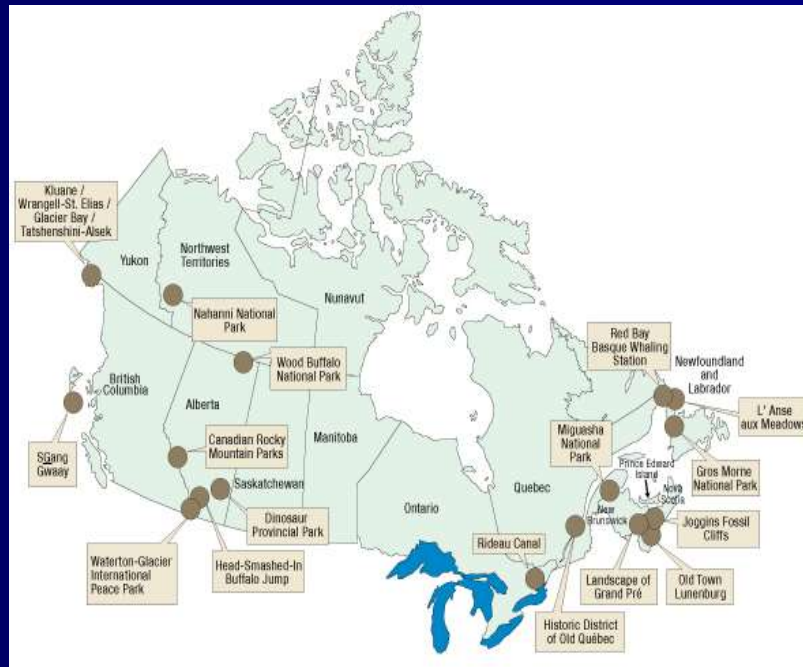 Kluane /
Wrangell-St. Elias /
Glacier Bay /
Tatshenshini-Alsek
Yukon
Northwest
Territories
Nunavut
Nahanni National
Park
Wood Buffalo
National Park
British
Columbia
Alberta
SGang
Gwaay
Canadian Rocky
Mountain Parks
Manitoba
Saskatchewan
Dinosaur
Provincial Park
Waterton-Glacier
International
Peace Park
Head-Smashed-In
Buffalo Jump
Ontario
Quebec
Rideau Canal
Red Bay
Basque Whaling
Station
Newfoundland
and
Labrador
L' Anse
aux Meadows
Miguasha
National
Park
Prince Edward
Island
Gros Morne
National Park
Nova
Scotia
New
Brunswick
Joggins Fossil
Cliffs
Landscape of
Grand Pré
Old Town
Lunenburg
Historic District
of Old Québec